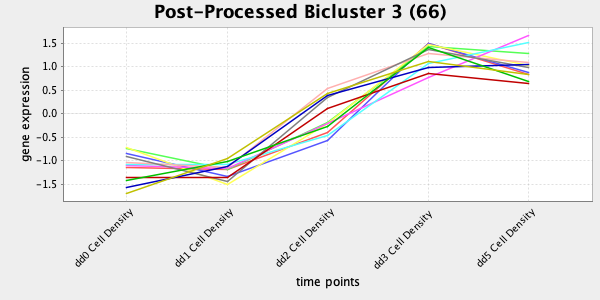 Post-Processed Bicluster 3 (66)
gene expression
1.5
1.0
0.5
0.0
-0.5
-1.0
-1.5
dd0 Cell Density
dd1 Cell Density
dd2 Cell Density
dd3 Cell Density
dd5 Cell Density
time points